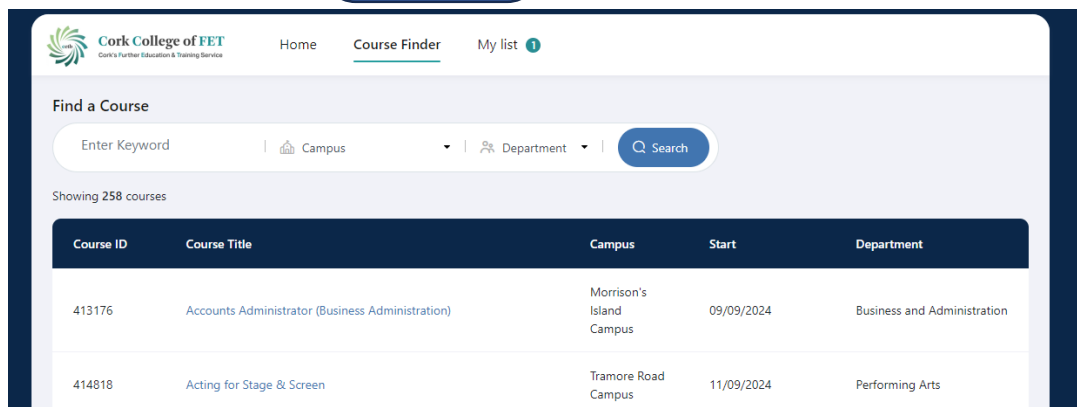 Cork College of FET
Cork's Further Education & Training Service
Home
Course Finder
My list 1
Find a Course
Enter Keyword
Campus
Department
Search
Showing 258 courses
Course ID Course Title Campus Start Department
413176 Accounts Administrator (Business Administration) Morrison's Island Campus 09/09/2024 Business and Administration
414818 Acting for Stage & Screen Tramore Road Campus 11/09/2024 Performing Arts